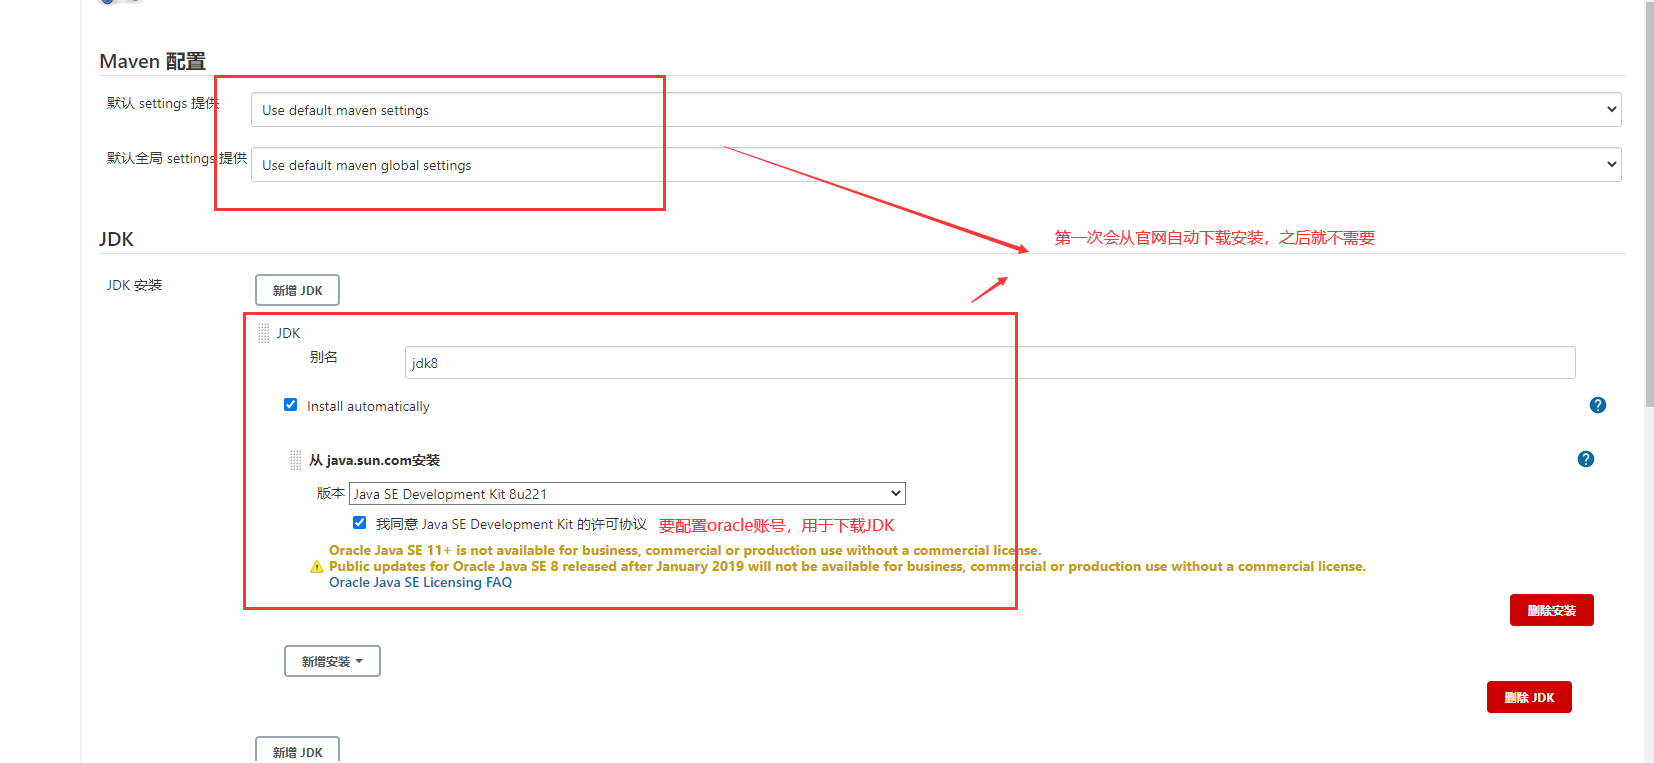 Maven 配置
默认 settings 提供
Use default maven settings
默认全局 settings 提供
Use default maven global settings
JDK
第一次会从官网自动下载安装，之后就不需要
JDK 安装
新增 JDK
JDK
别名
jdk8
Install automatically
?
从 java.sun.com安装
?
版本
Java SE Development Kit 8u221
我同意 Java SE Development Kit 的许可协议
要配置oracle账号，用于下载JDK
Oracle Java SE 11+ is not available for business, commercial or production use without a commercial license.
Public updates for Oracle Java SE 8 released after January 2019 will not be available for business, commercial or production use without a commercial license.
Oracle Java SE Licensing FAQ
删除安装
新增安装
删除 JDK
新增 JDK